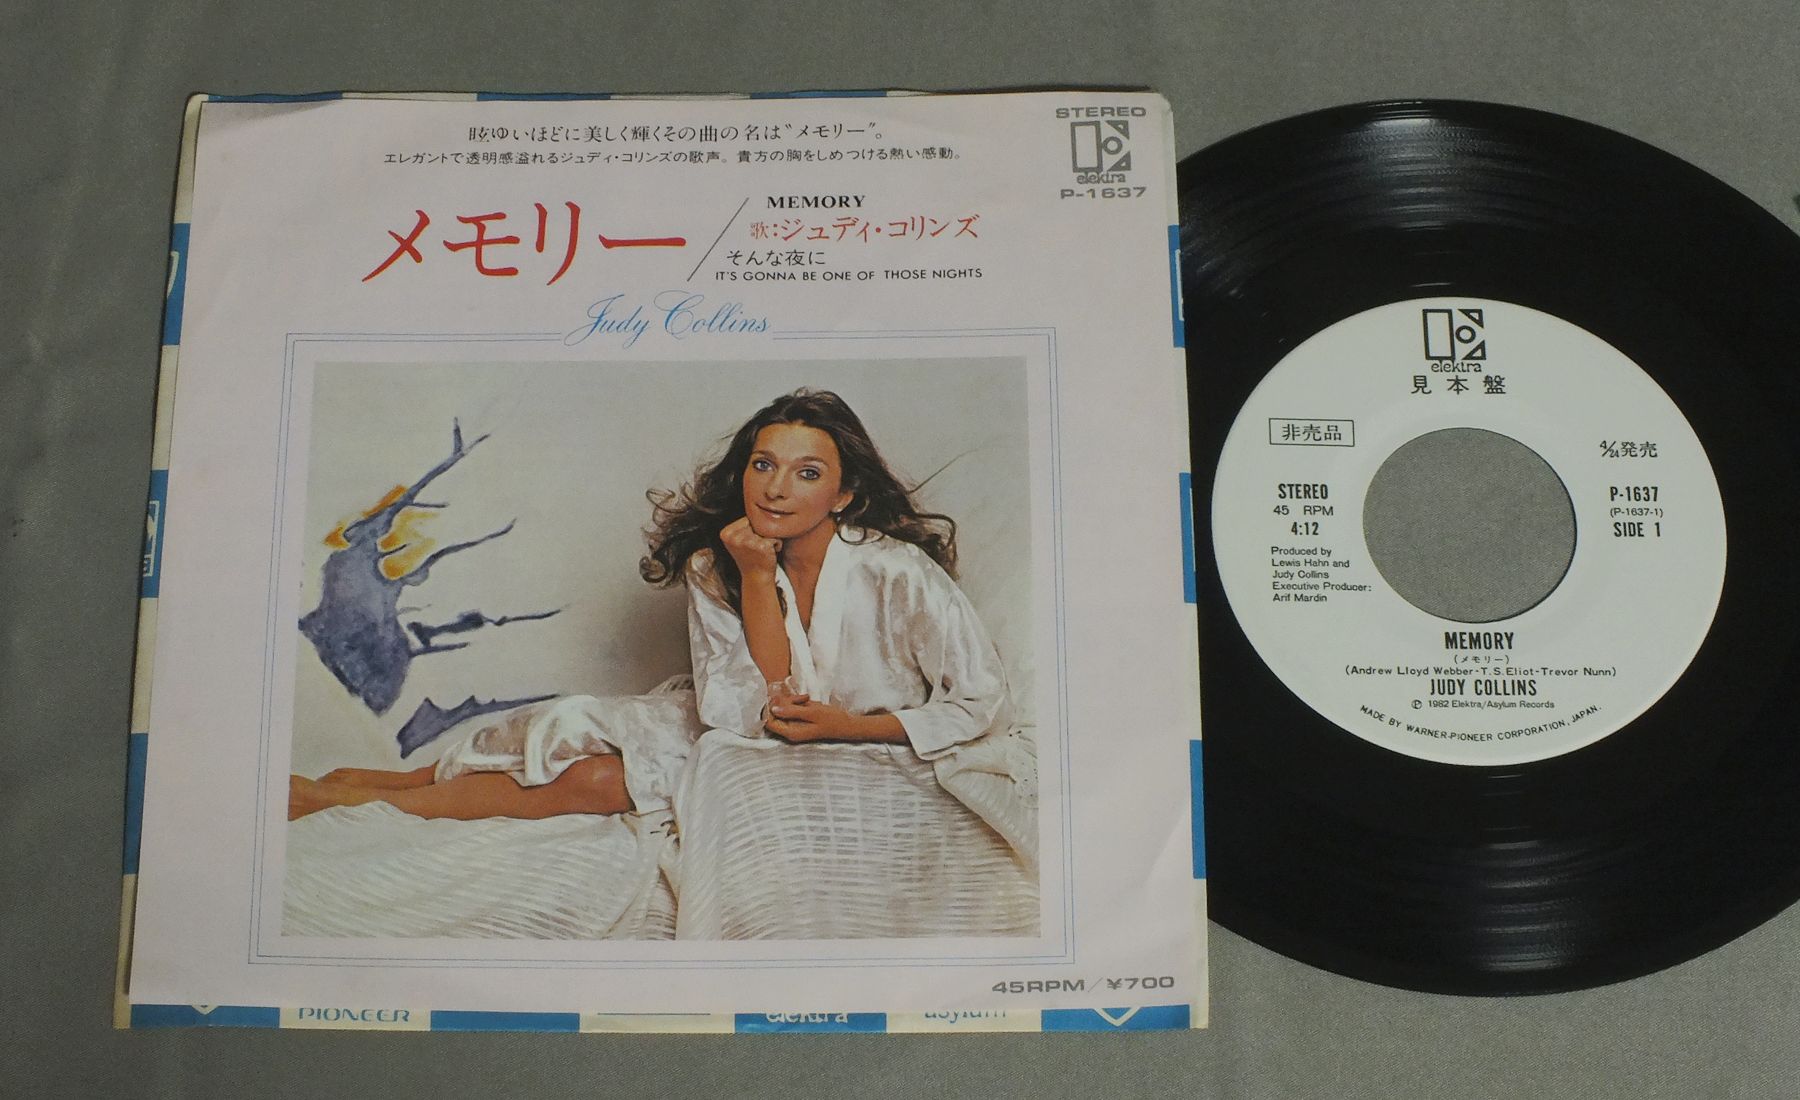 眩ゆいほどに美しく輝くその曲の名は“メモリー”。
エレガントで透明感溢れるジュディ・コリンズの歌声。貴方の胸をしめつける熱い感動。
STEREO
elektra
P-1637
メモリー
MEMORY
歌：ジュディ・コリンズ
そんな夜に
IT'S GONNA BE ONE OF THOSE NIGHTS
Judy Collins
45RPM/¥700
PIONEER
elektra
asylum
elektra
見本盤
非売品
4/24発売
STEREO
45 RPM
4:12
P-1637
(P-1637-1)
SIDE 1
Produced by
Lewis Hahn and
Judy Collins
Executive Producer:
Arif Mardin
MEMORY
(メモリー)
(Andrew Lloyd Webber-T.S.Eliot-Trevor Nunn)
JUDY COLLINS
Ⓟ 1982 Elektra/Asylum Records
MADE BY WARNER-PIONEER CORPORATION, JAPAN.